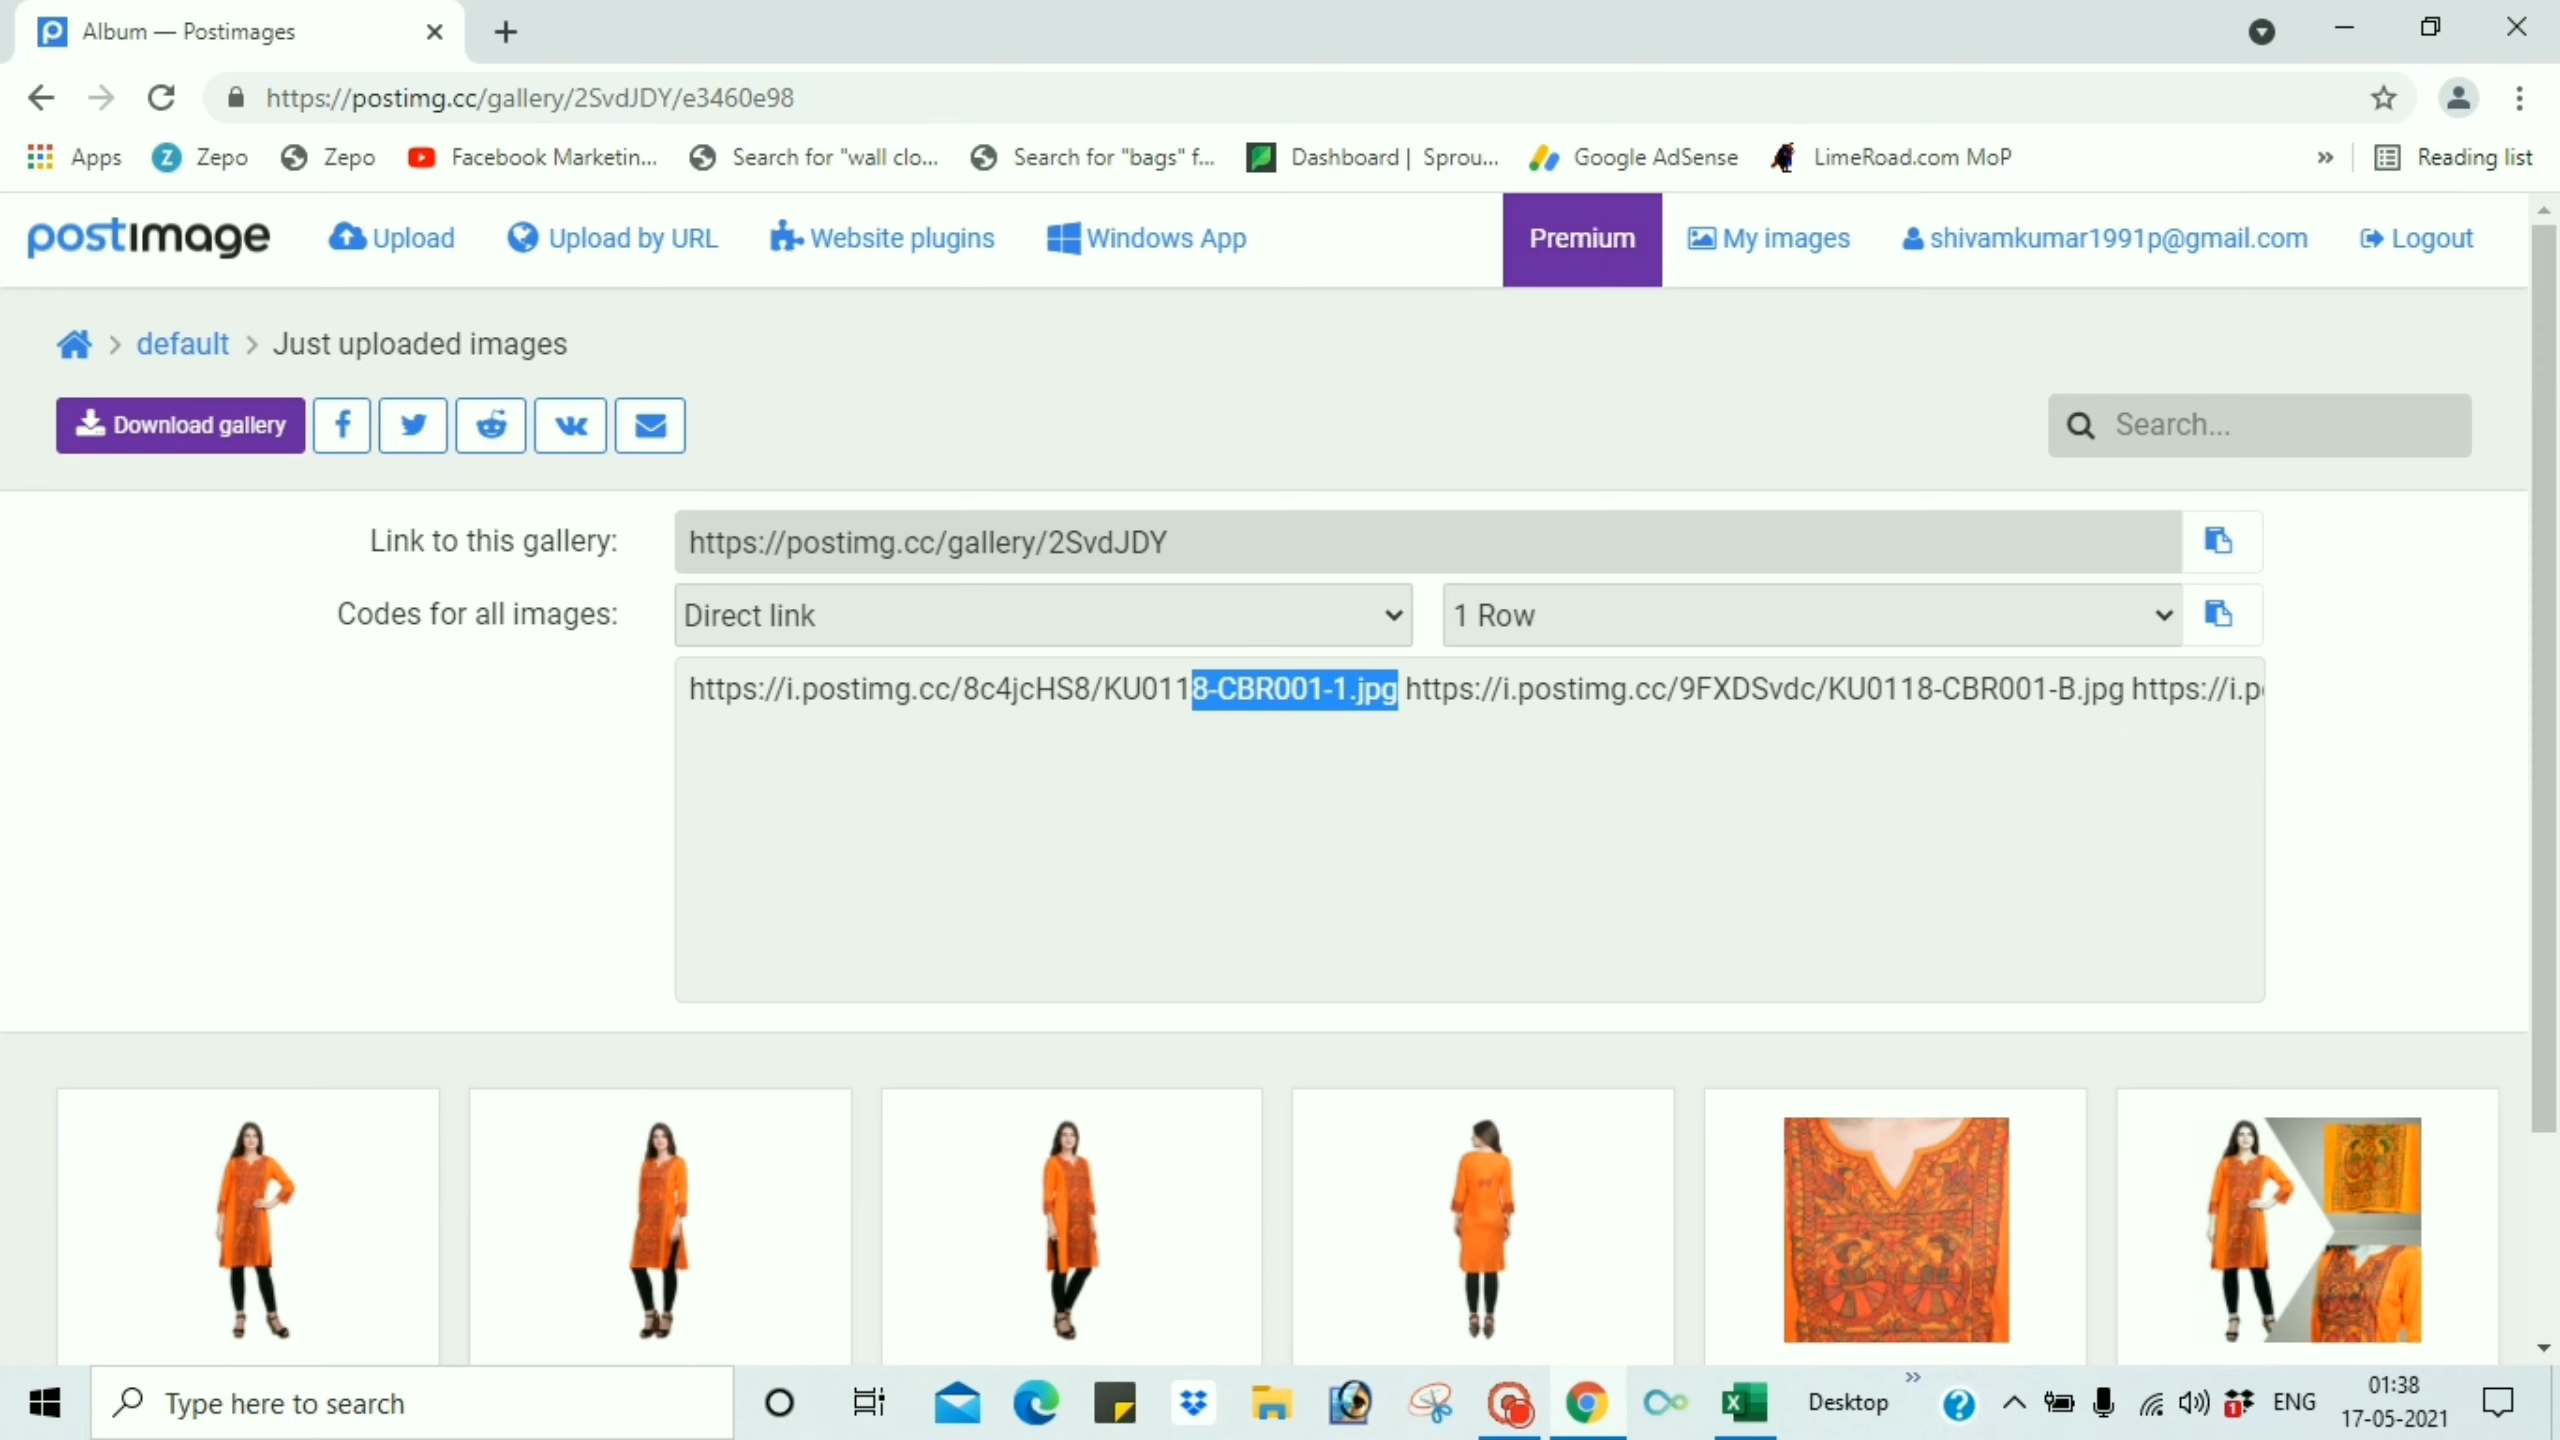 Album — Postimages
https://postimg.cc/gallery/2SvdJDY/e3460e98
Apps Zepo Zepo Facebook Marketin... Search for "wall clo... Search for "bags" f... Dashboard | Sprou... Google AdSense LimeRoad.com MoP » Reading list
postimage Upload Upload by URL Website plugins Windows App Premium My images shivamkumar1991p@gmail.com Logout
default > Just uploaded images
Download gallery Search...
Link to this gallery: https://postimg.cc/gallery/2SvdJDY
Codes for all images: Direct link 1 Row
https://i.postimg.cc/8c4jcHS8/KU0118-CBR001-1.jpg https://i.postimg.cc/9FXDSvdc/KU0118-CBR001-B.jpg https://i.p
Type here to search Desktop » 1 ENG 01:38
17-05-2021